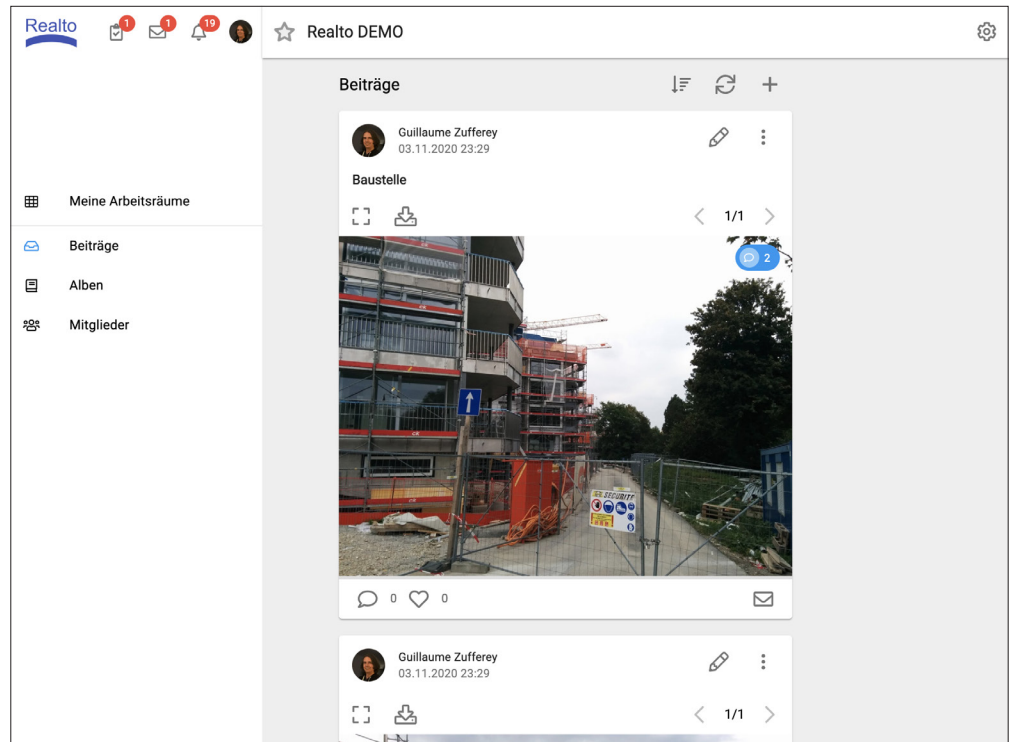 Realto
1
1
19
Realto DEMO
Beiträge
Guillaume Zufferey
03.11.2020 23:29
Baustelle
1/1
2
Meine Arbeitsräume
Beiträge
Alben
Mitglieder
SECURITE
0
0
Guillaume Zufferey
03.11.2020 23:29
1/1